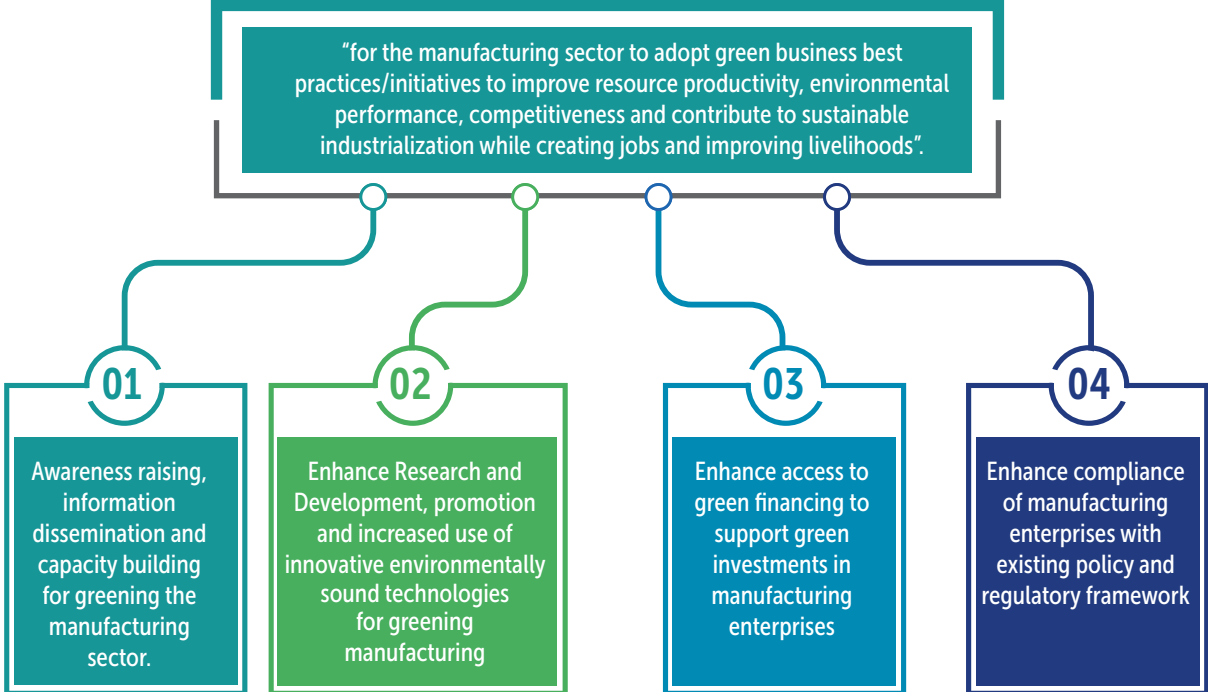 “for the manufacturing sector to adopt green business best
practices/initiatives to improve resource productivity, environmental
performance, competitiveness and contribute to sustainable
industrialization while creating jobs and improving livelihoods”.
01
Awareness raising,
information
dissemination and
capacity building
for greening the
manufacturing
sector.
02
Enhance Research and
Development, promotion
and increased use of
innovative environmentally
sound technologies
for greening
manufacturing
03
Enhance access to
green financing to
support green
investments in
manufacturing
enterprises
04
Enhance compliance
of manufacturing
enterprises with
existing policy and
regulatory framework